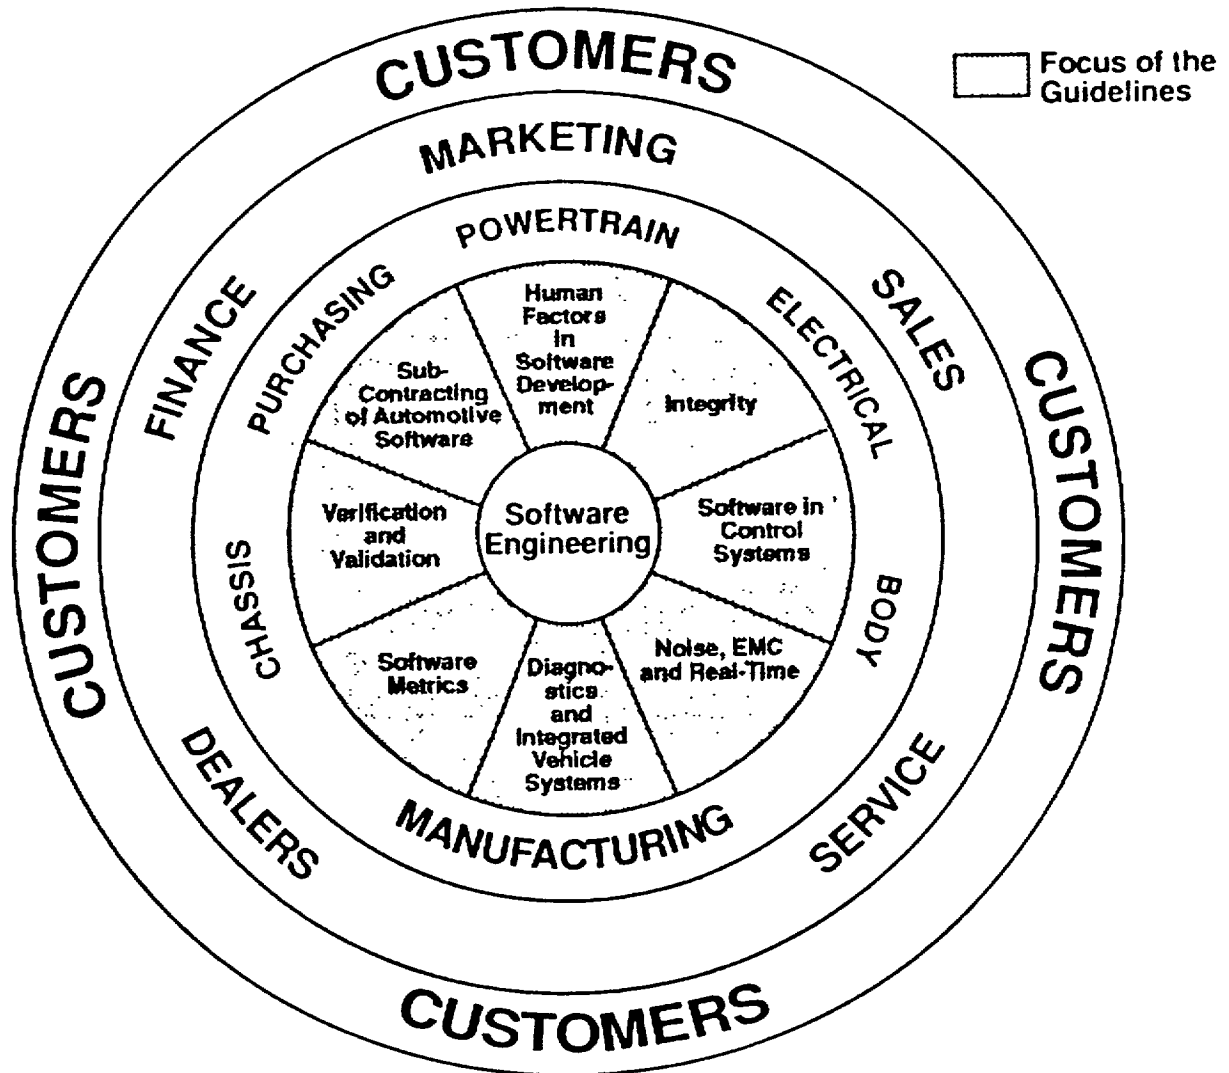 CUSTOMERS
Focus of the
Guidelines
MARKETING
POWERTRAIN
FINANCE
PURCHASING
ELECTRICAL
SALES
CUSTOMERS
CUSTOMERS
Human
Factors
in
Software
Develop-
ment
Sub-
Contracting
of Automotive
Software
Integrity
Verification
and
Validation
Software
Engineering
Software in
Control
Systems
CHASSIS
BODY
Software
Metrics
Diagno-
stics
and
Integrated
Vehicle
Systems
Noise, EMC
and Real-Time
DEALERS
MANUFACTURING
SERVICE
CUSTOMERS